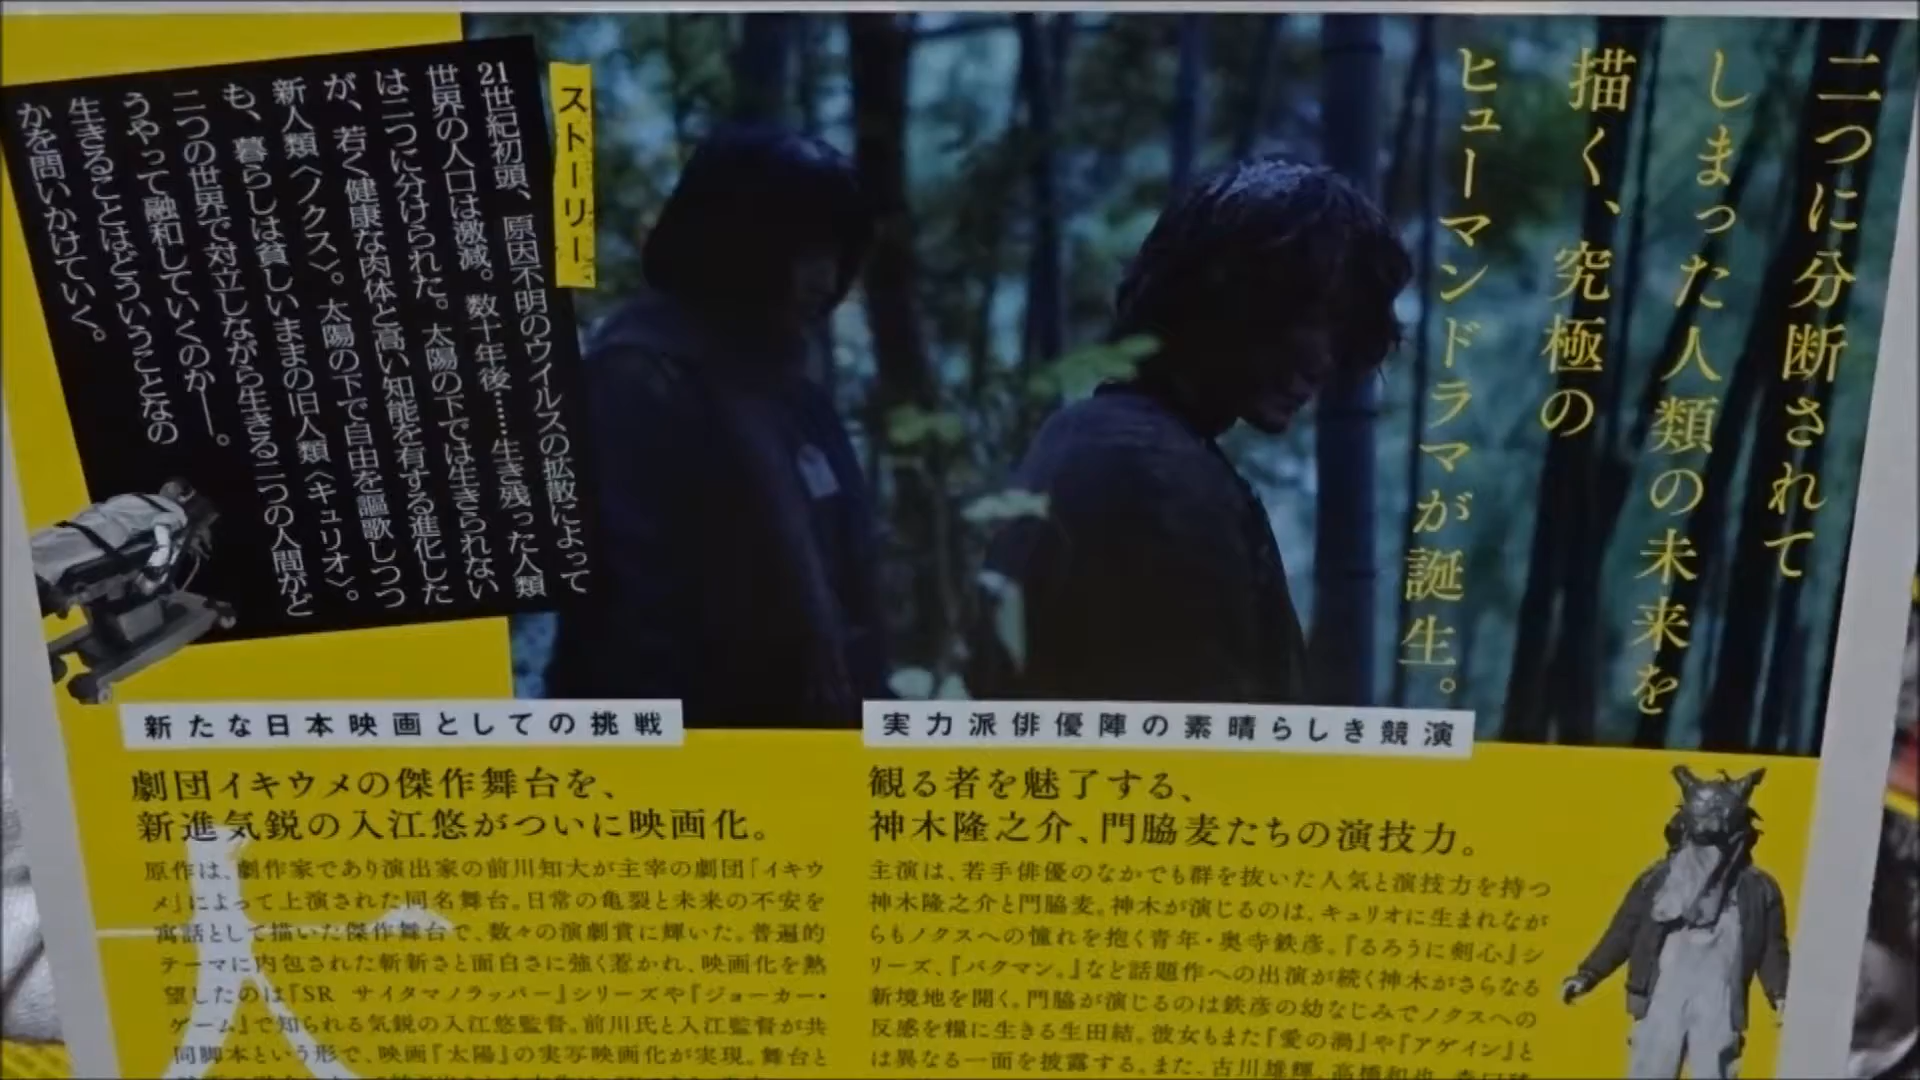 二つに分断されて
しまった人類の未来を
描く、究極の
ヒューマンドラマが誕生。
ストーリー
21世紀初頭、原因不明のウイルスの拡散によって
世界の人口は激減。数十年後……生き残った人類
は二つに分けられた。太陽の下では生きられない
が、若く健康な肉体と高い知能を有する進化した
新人類〈ノクス〉。太陽の下で自由を謳歌しつつ
も、暮らしは貧しいままの旧人類〈キュリオ〉。
二つの世界で対立しながら生きる二つの人間がど
うやって融和していくのか──。
生きることはどういうことなの
かを問いかけていく。
新たな日本映画としての挑戦
劇団イキウメの傑作舞台を、
新進気鋭の入江悠がついに映画化。
原作は、劇作家であり演出家の前川知大が主宰の劇団「イキウ
メ」によって上演された同名舞台。日常の亀裂と未来の不安を
寓話として描いた傑作舞台で、数々の演劇賞に輝いた。普遍的
テーマに内包された斬新さと面白さに強く惹かれ、映画化を熱
望したのは『SR サイタマノラッパー』シリーズや『ジョーカー・
ゲーム』で知られる気鋭の入江悠監督。前川氏と入江監督が共
同脚本という形で、映画『太陽』の実写映画化が実現。舞台と
実力派俳優陣の素晴らしき競演
観る者を魅了する、
神木隆之介、門脇麦たちの演技力。
主演は、若手俳優のなかでも群を抜いた人気と演技力を持つ
神木隆之介と門脇麦。神木が演じるのは、キュリオに生まれなが
らもノクスへの憧れを抱く青年・奥寺鉄彦。『るろうに剣心』シ
リーズ、『バクマン。』など話題作への出演が続く神木がさらなる
新境地を開く。門脇が演じるのは鉄彦の幼なじみでノクスへの
反感を糧に生きる生田結。彼女もまた『愛の渦』や『アゲイン』と
は異なる一面を披露する。また、古川雄輝、高橋和也、森口瑤